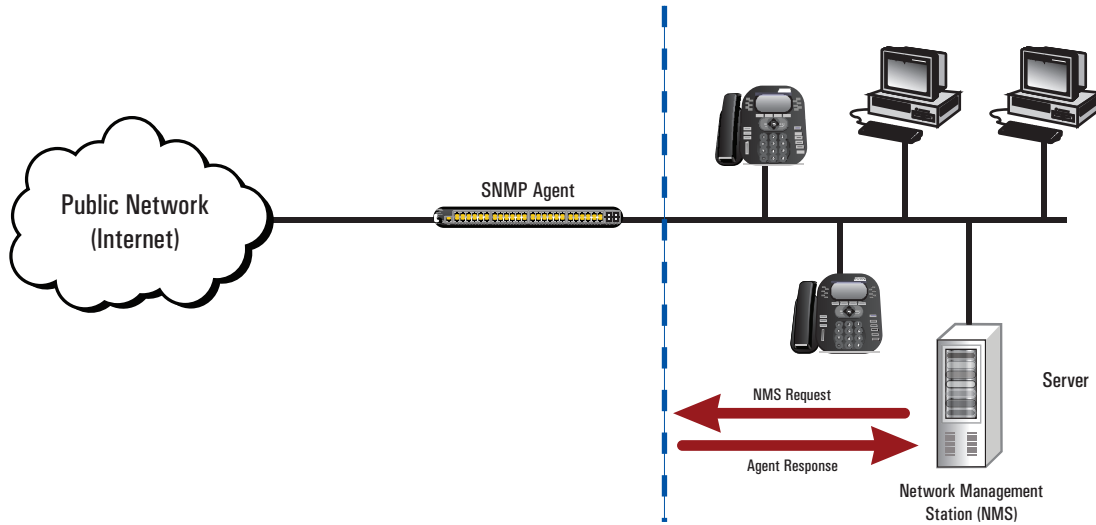 Public Network
(Internet)
SNMP Agent
NMS Request
Agent Response
Server
Network Management
Station (NMS)